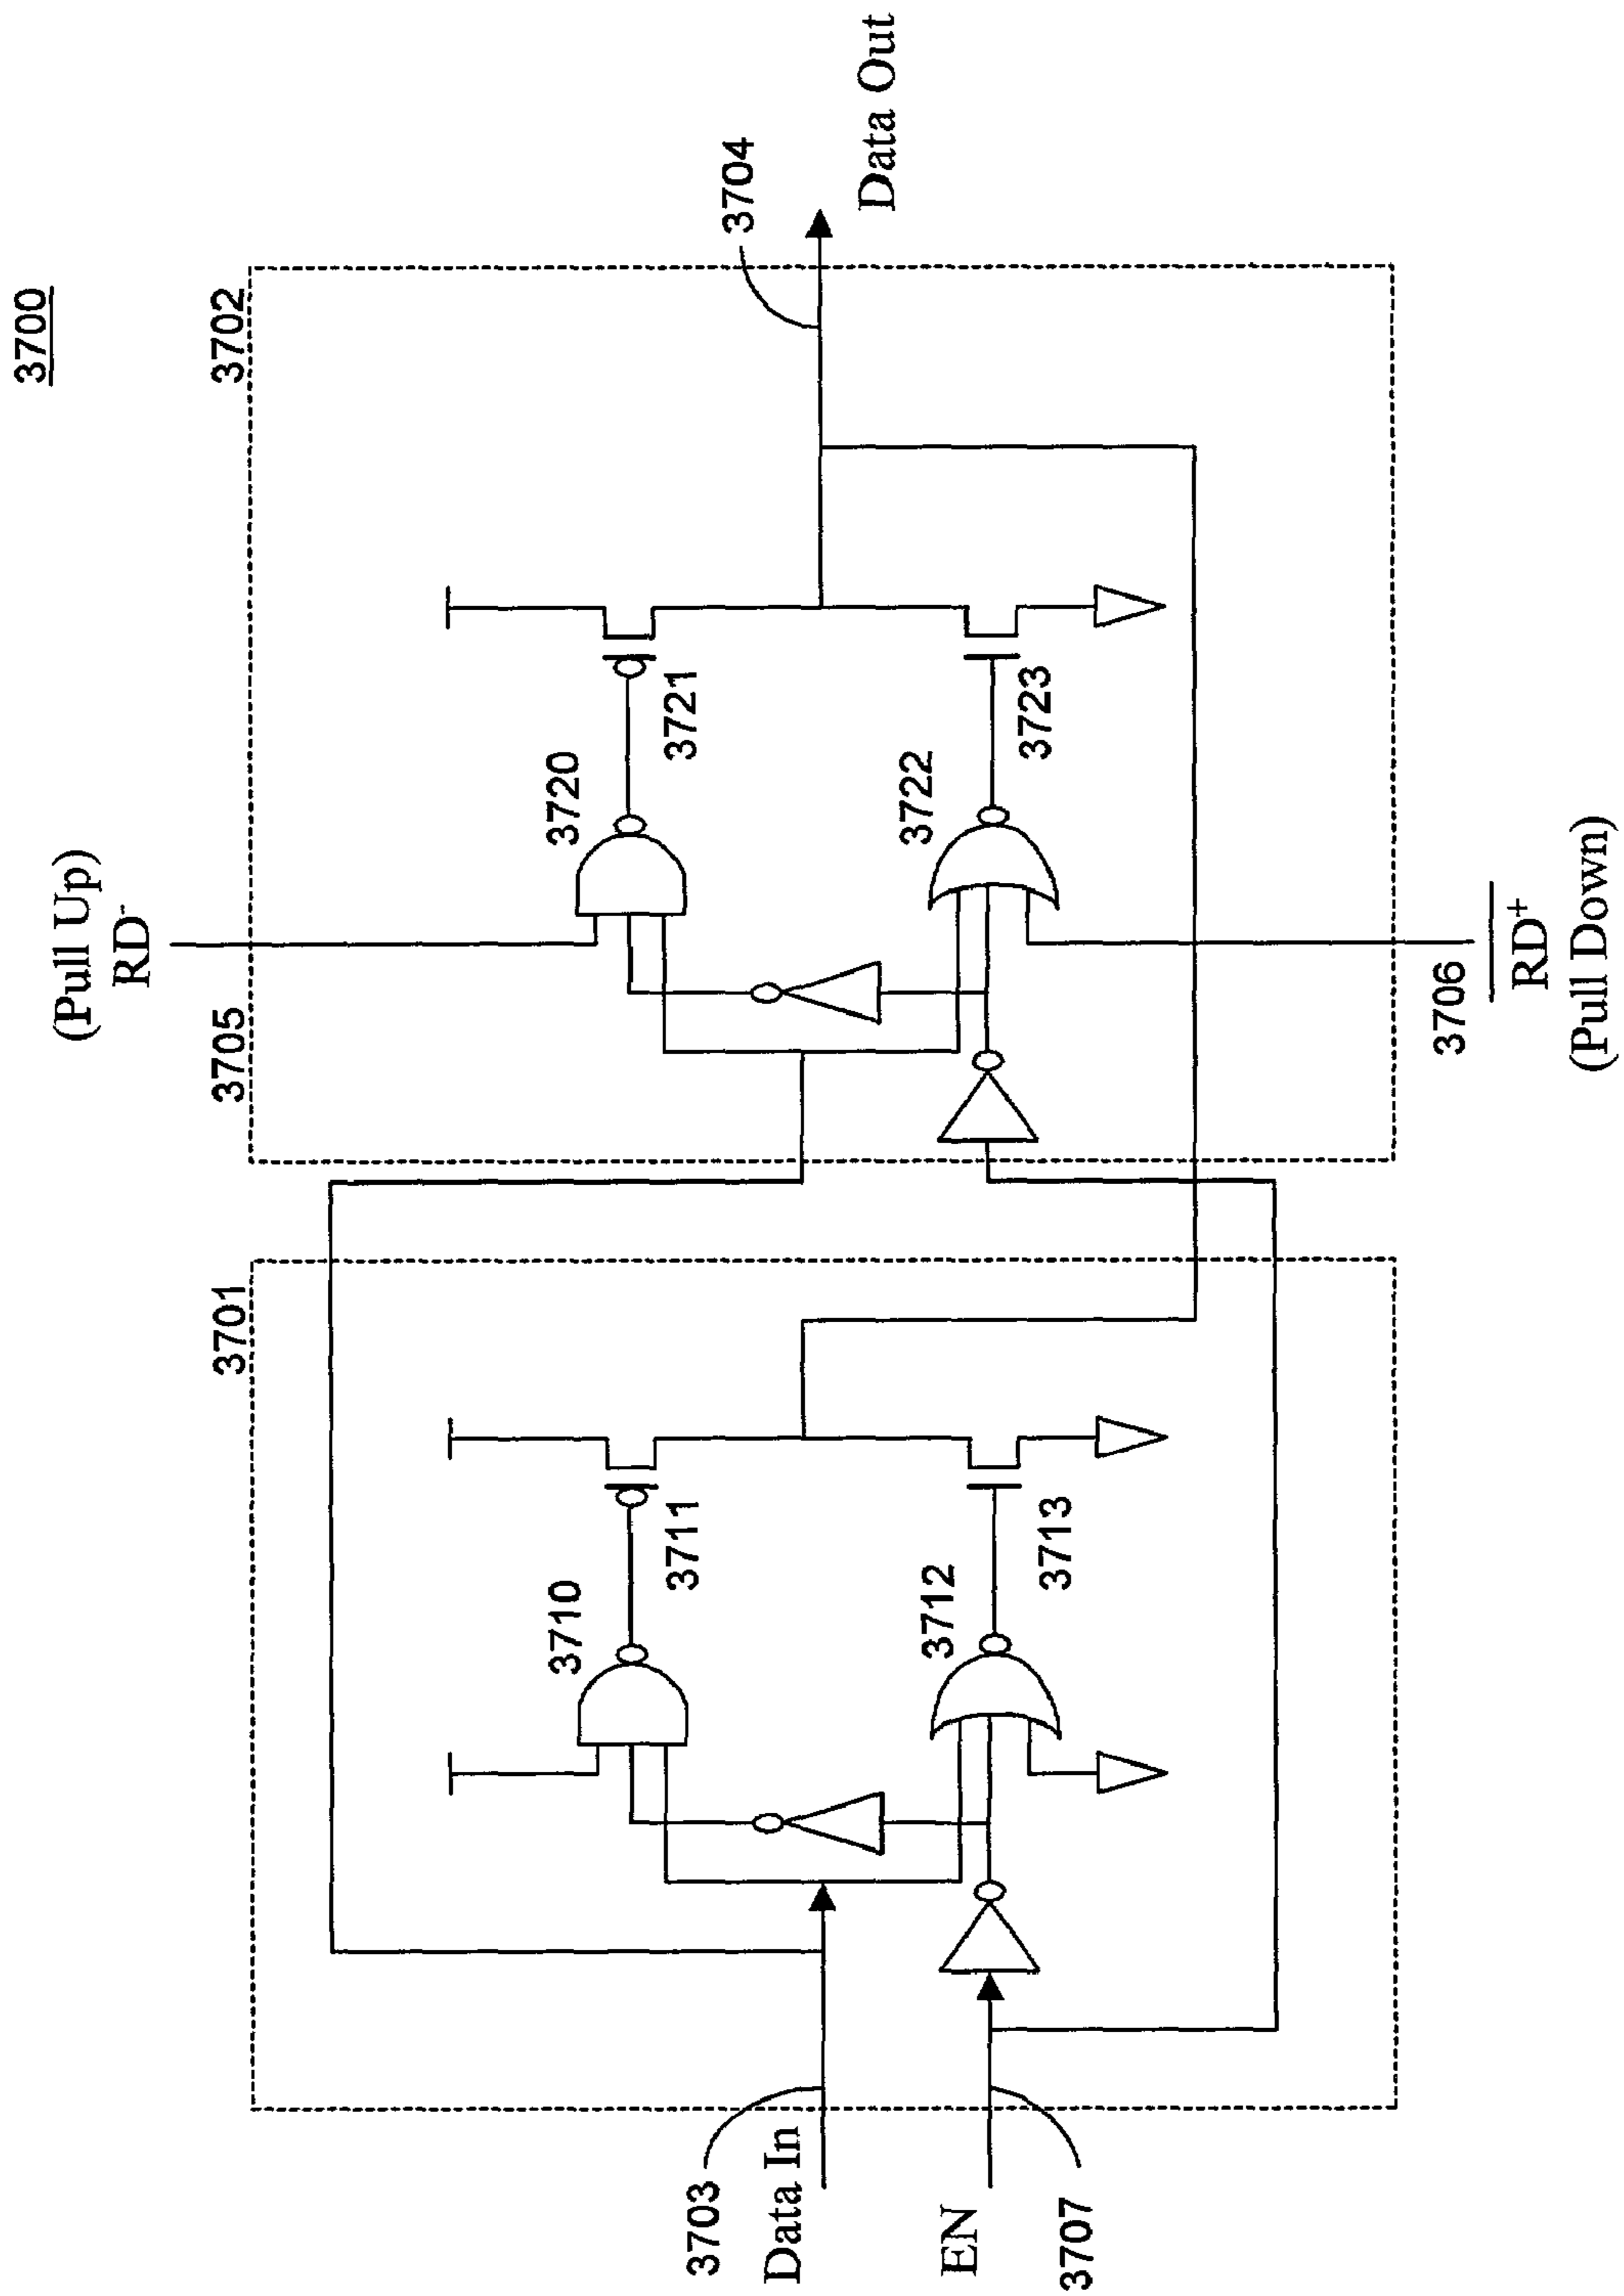 3700
(Pull Up)
RD⁻
3705
3702
3701
3720
3721
3722
3723
3704
Data Out
3710
3711
3712
3713
3703
Data In
EN
3707
3706
RD⁺
(Pull Down)